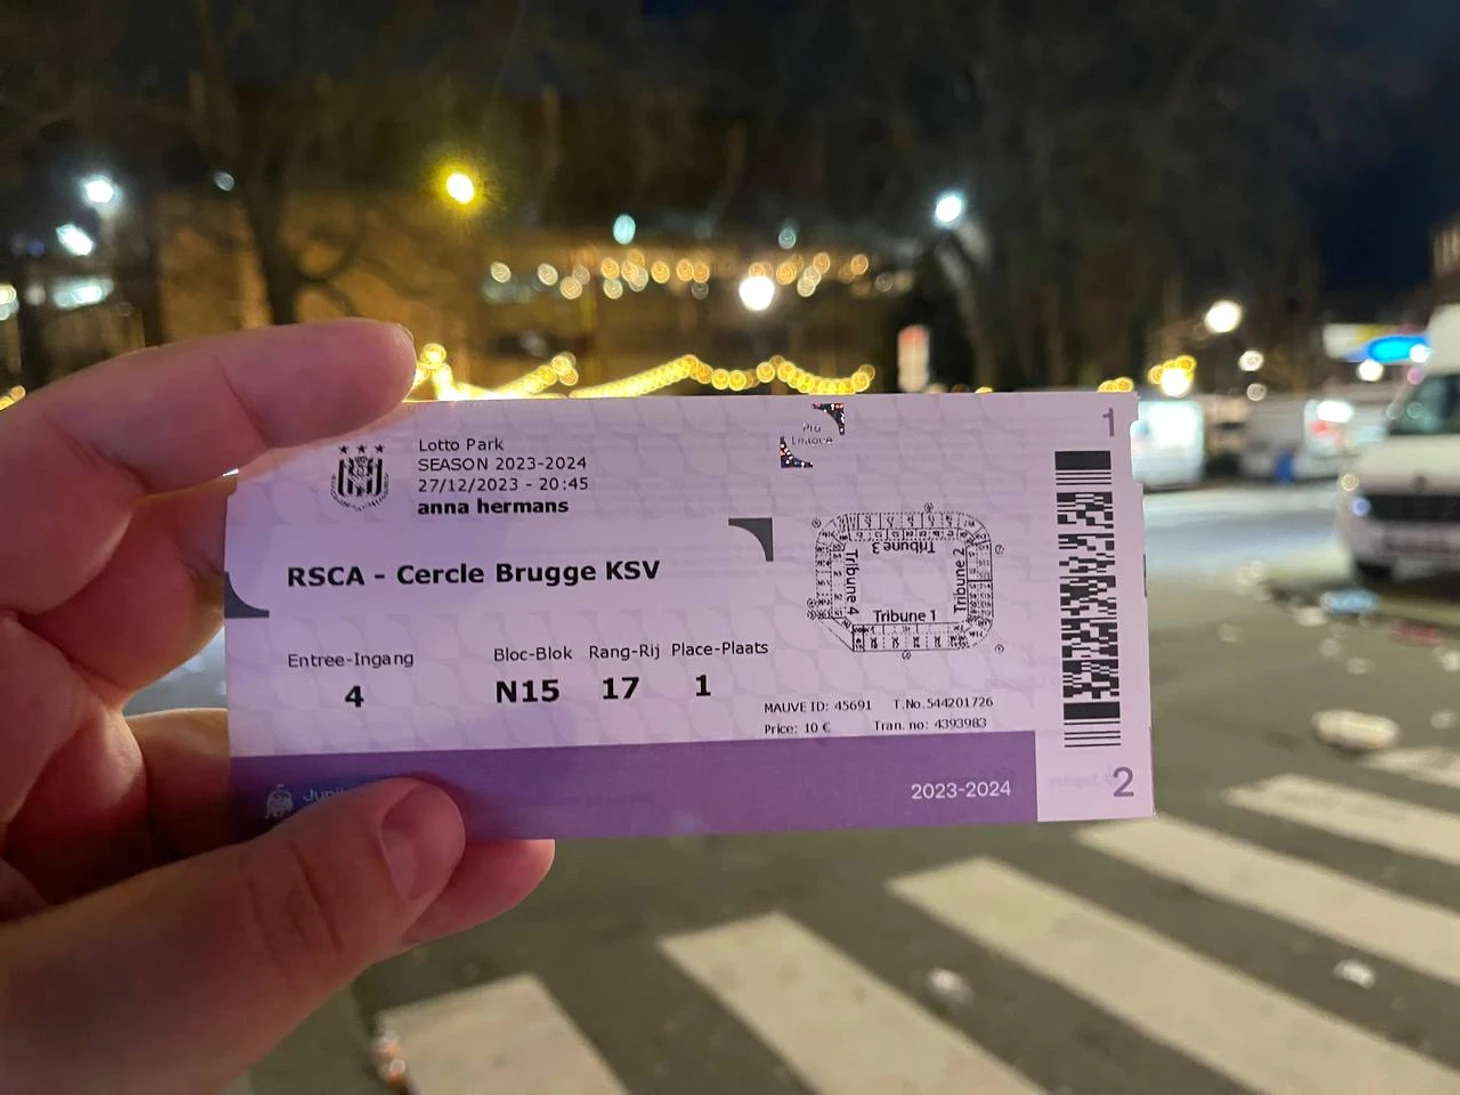 Lotto Park
SEASON 2023-2024
27/12/2023 - 20:45
anna hermans
Pro
League
1
RSCA - Cercle Brugge KSV
Tribune 3
Tribune 4
Tribune 2
Tribune 1
Entree-Ingang
Bloc-Blok Rang-Rij Place-Plaats
4 N15 17 1
MAUVE ID: 45691 T.No.544201726
Price: 10 € Tran. no: 4393983
2023-2024
2